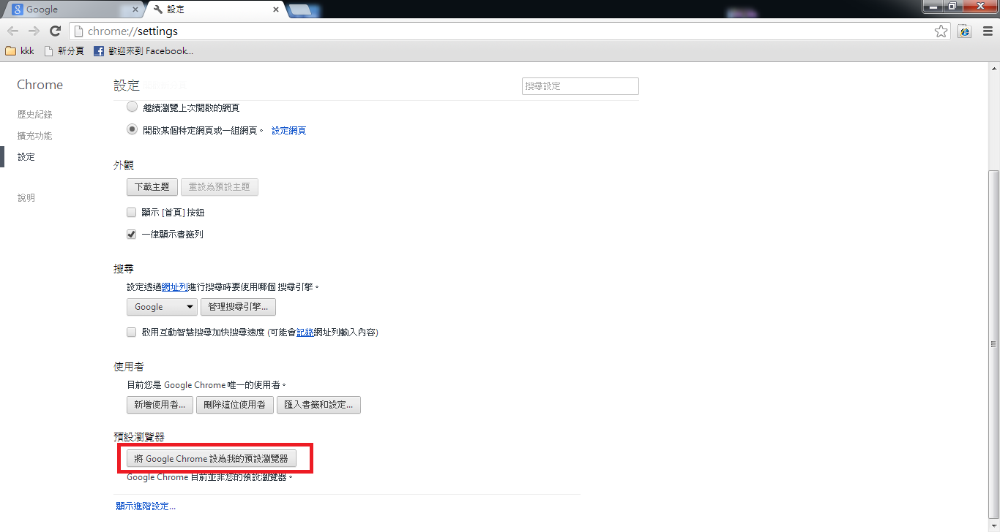 Google
設定
chrome://settings
kkk
新分頁
歡迎來到 Facebook...
Chrome
設定
搜尋設定
歷史紀錄
擴充功能
設定
說明
繼續瀏覽上次開啟的網頁
開啟某個特定網頁或一組網頁。 設定網頁
外觀
下載主題 重設為預設主題
顯示 [首頁] 按鈕
一律顯示書籤列
搜尋
設定透過網址列進行搜尋時要使用哪個 搜尋引擎。
Google 管理搜尋引擎...
啟用互動智慧搜尋加快搜尋速度 (可能會記錄網址列輸入內容)
使用者
目前您是 Google Chrome 唯一的使用者。
新增使用者... 刪除這位使用者 匯入書籤和設定...
預設瀏覽器
將 Google Chrome 設為我的預設瀏覽器
Google Chrome 目前並非您的預設瀏覽器。
顯示進階設定...